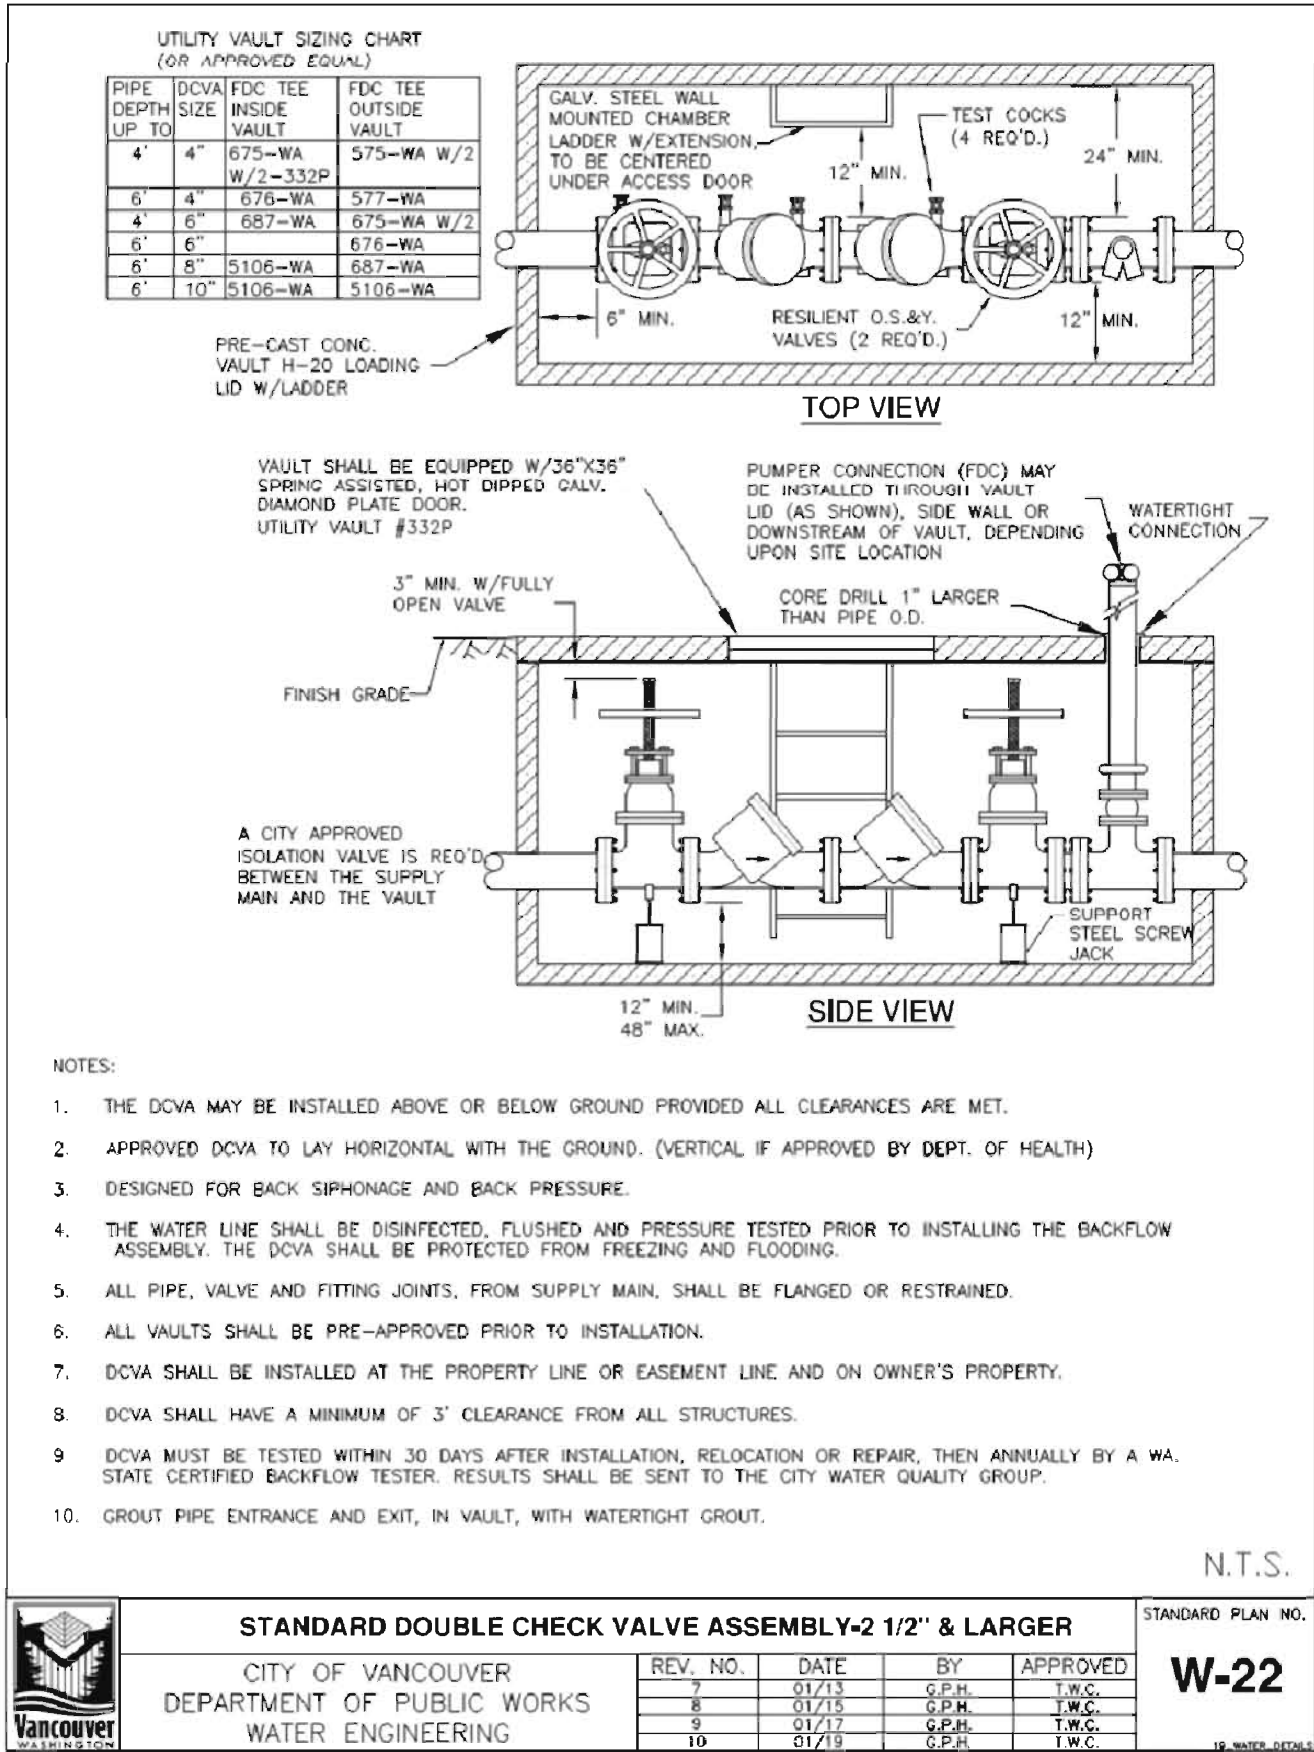 UTILITY VAULT SIZING CHART
(OR APPROVED EQUAL)
PIPE DEPTH UP TO | DCVA SIZE | FDC TEE INSIDE VAULT | FDC TEE OUTSIDE VAULT
4' | 4" | 675-WA W/2-332P | 575-WA W/2
6' | 4" | 676-WA | 577-WA
4' | 6" | 687-WA | 675-WA W/2
6' | 6" | | 676-WA
6' | 8" | 5106-WA | 687-WA
6' | 10" | 5106-WA | 5106-WA
GALV. STEEL WALL
MOUNTED CHAMBER
LADDER W/EXTENSION,
TO BE CENTERED
UNDER ACCESS DOOR
TEST COCKS
(4 REQ'D.)
12" MIN.
24" MIN.
6" MIN.
RESILIENT O.S.&Y.
VALVES (2 REQ'D.)
12" MIN.
PRE-CAST CONC.
VAULT H-20 LOADING
LID W/LADDER
TOP VIEW
VAULT SHALL BE EQUIPPED W/36"X36"
SPRING ASSISTED, HOT DIPPED GALV.
DIAMOND PLATE DOOR.
UTILITY VAULT #332P
PUMPER CONNECTION (FDC) MAY
BE INSTALLED THROUGH VAULT
LID (AS SHOWN), SIDE WALL OR
DOWNSTREAM OF VAULT, DEPENDING
UPON SITE LOCATION
WATERTIGHT
CONNECTION
3" MIN. W/FULLY
OPEN VALVE
CORE DRILL 1" LARGER
THAN PIPE O.D.
FINISH GRADE
A CITY APPROVED
ISOLATION VALVE IS REQ'D
BETWEEN THE SUPPLY
MAIN AND THE VAULT
SUPPORT
STEEL SCREW
JACK
12" MIN.
48" MAX.
SIDE VIEW
NOTES:
1. THE DCVA MAY BE INSTALLED ABOVE OR BELOW GROUND PROVIDED ALL CLEARANCES ARE MET.
2. APPROVED DCVA TO LAY HORIZONTAL WITH THE GROUND. (VERTICAL IF APPROVED BY DEPT. OF HEALTH)
3. DESIGNED FOR BACK SIPHONAGE AND BACK PRESSURE.
4. THE WATER LINE SHALL BE DISINFECTED, FLUSHED AND PRESSURE TESTED PRIOR TO INSTALLING THE BACKFLOW
ASSEMBLY. THE DCVA SHALL BE PROTECTED FROM FREEZING AND FLOODING.
5. ALL PIPE, VALVE AND FITTING JOINTS, FROM SUPPLY MAIN, SHALL BE FLANGED OR RESTRAINED.
6. ALL VAULTS SHALL BE PRE-APPROVED PRIOR TO INSTALLATION.
7. DCVA SHALL BE INSTALLED AT THE PROPERTY LINE OR EASEMENT LINE AND ON OWNER'S PROPERTY.
8. DCVA SHALL HAVE A MINIMUM OF 3' CLEARANCE FROM ALL STRUCTURES.
9 DCVA MUST BE TESTED WITHIN 30 DAYS AFTER INSTALLATION, RELOCATION OR REPAIR, THEN ANNUALLY BY A WA.
STATE CERTIFIED BACKFLOW TESTER. RESULTS SHALL BE SENT TO THE CITY WATER QUALITY GROUP.
10. GROUT PIPE ENTRANCE AND EXIT, IN VAULT, WITH WATERTIGHT GROUT.
N.T.S.
Vancouver
WASHINGTON
STANDARD DOUBLE CHECK VALVE ASSEMBLY-2 1/2" & LARGER
CITY OF VANCOUVER
DEPARTMENT OF PUBLIC WORKS
WATER ENGINEERING
REV. NO. | DATE | BY | APPROVED
7 | 01/13 | G.P.H. | T.W.C.
8 | 01/15 | G.P.H. | T.W.C.
9 | 01/17 | G.P.H. | T.W.C.
10 | 01/19 | G.P.H. | T.W.C.
STANDARD PLAN NO.
W-22
19_WATER_DETAILS